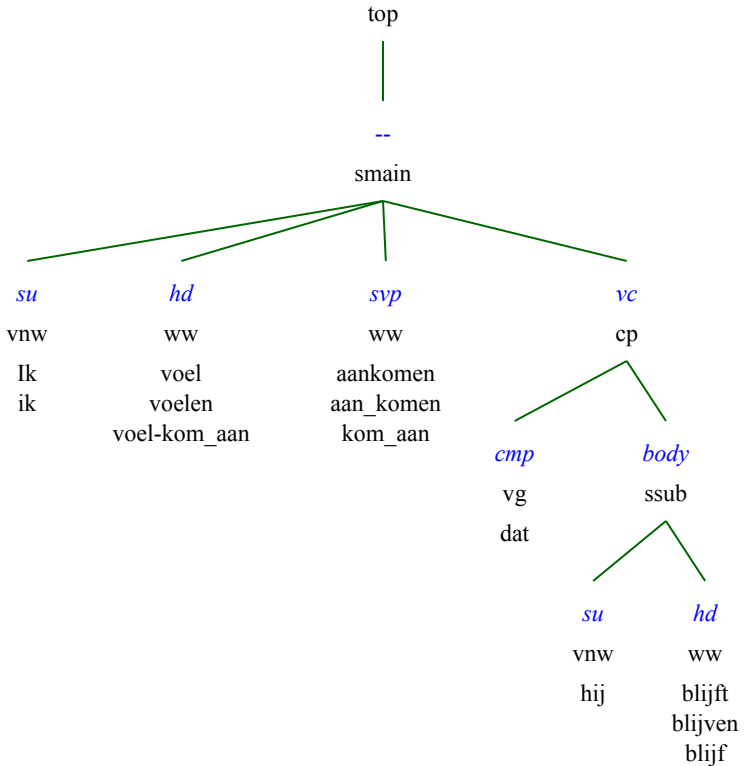 top
--
smain
su hd svp vc
vnw ww ww cp
Ik voel aankomen
ik voelen aan_komen
voel-kom_aan kom_aan
cmp body
vg ssub
dat
su hd
vnw ww
hij blijft
blijven
blijf